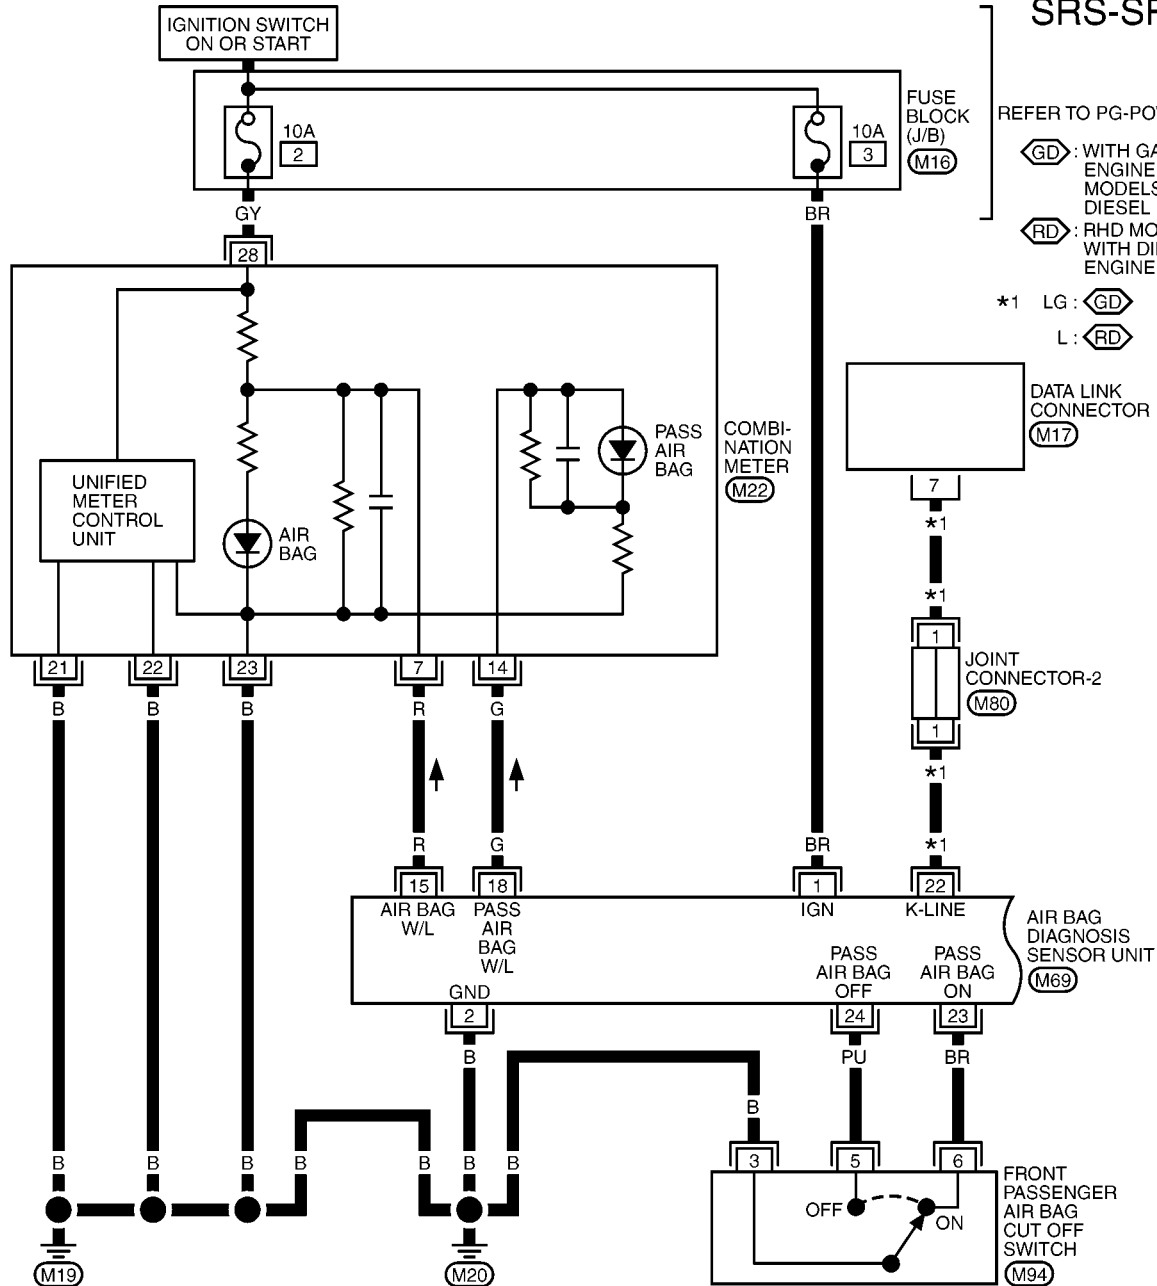 SRS-SR
IGNITION SWITCH
ON OR START
10A
2
10A
3
FUSE
BLOCK
(J/B)
M16
REFER TO PG-PO
GD : WITH GA
ENGINE
MODELS
DIESEL
RD : RHD MO
WITH DI
ENGINE
*1 LG : GD
L : RD
GY
BR
28
UNIFIED
METER
CONTROL
UNIT
AIR
BAG
PASS
AIR
BAG
COMBI-
NATION
METER
M22
DATA LINK
CONNECTOR
M17
7
*1
*1
1
JOINT
CONNECTOR-2
M80
1
*1
*1
21
22
23
7
14
B
B
B
R
G
R
G
BR
15
18
1
22
AIR BAG
W/L
PASS
AIR
BAG
W/L
IGN
K-LINE
AIR BAG
DIAGNOSIS
SENSOR UNIT
M69
GND
PASS
AIR BAG
OFF
PASS
AIR BAG
ON
2
24
23
B
PU
BR
B
B
B
B
B
B
B
B
3
5
6
OFF
ON
FRONT
PASSENGER
AIR BAG
CUT OFF
SWITCH
M94
M19
M20